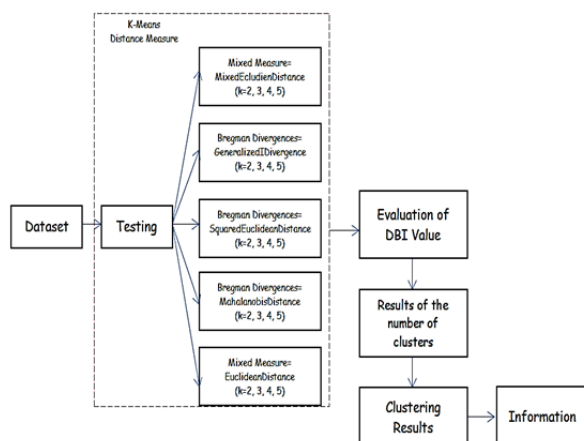 K-Means
Distance Measure
Mixed Measure=
MixedEcludienDistance
(k=2, 3, 4, 5)
Bregman Divergences=
GeneralizedIDivergence
(k=2, 3, 4, 5)
Bregman Divergences=
SquaredEuclideanDistance
(k=2, 3, 4, 5)
Bregman Divergences=
MahalanobisDistance
(k=2, 3, 4, 5)
Mixed Measure=
EuclideanDistance
(k=2, 3, 4, 5)
Dataset
Testing
Evaluation of
DBI Value
Results of the
number of
clusters
Clustering
Results
Information